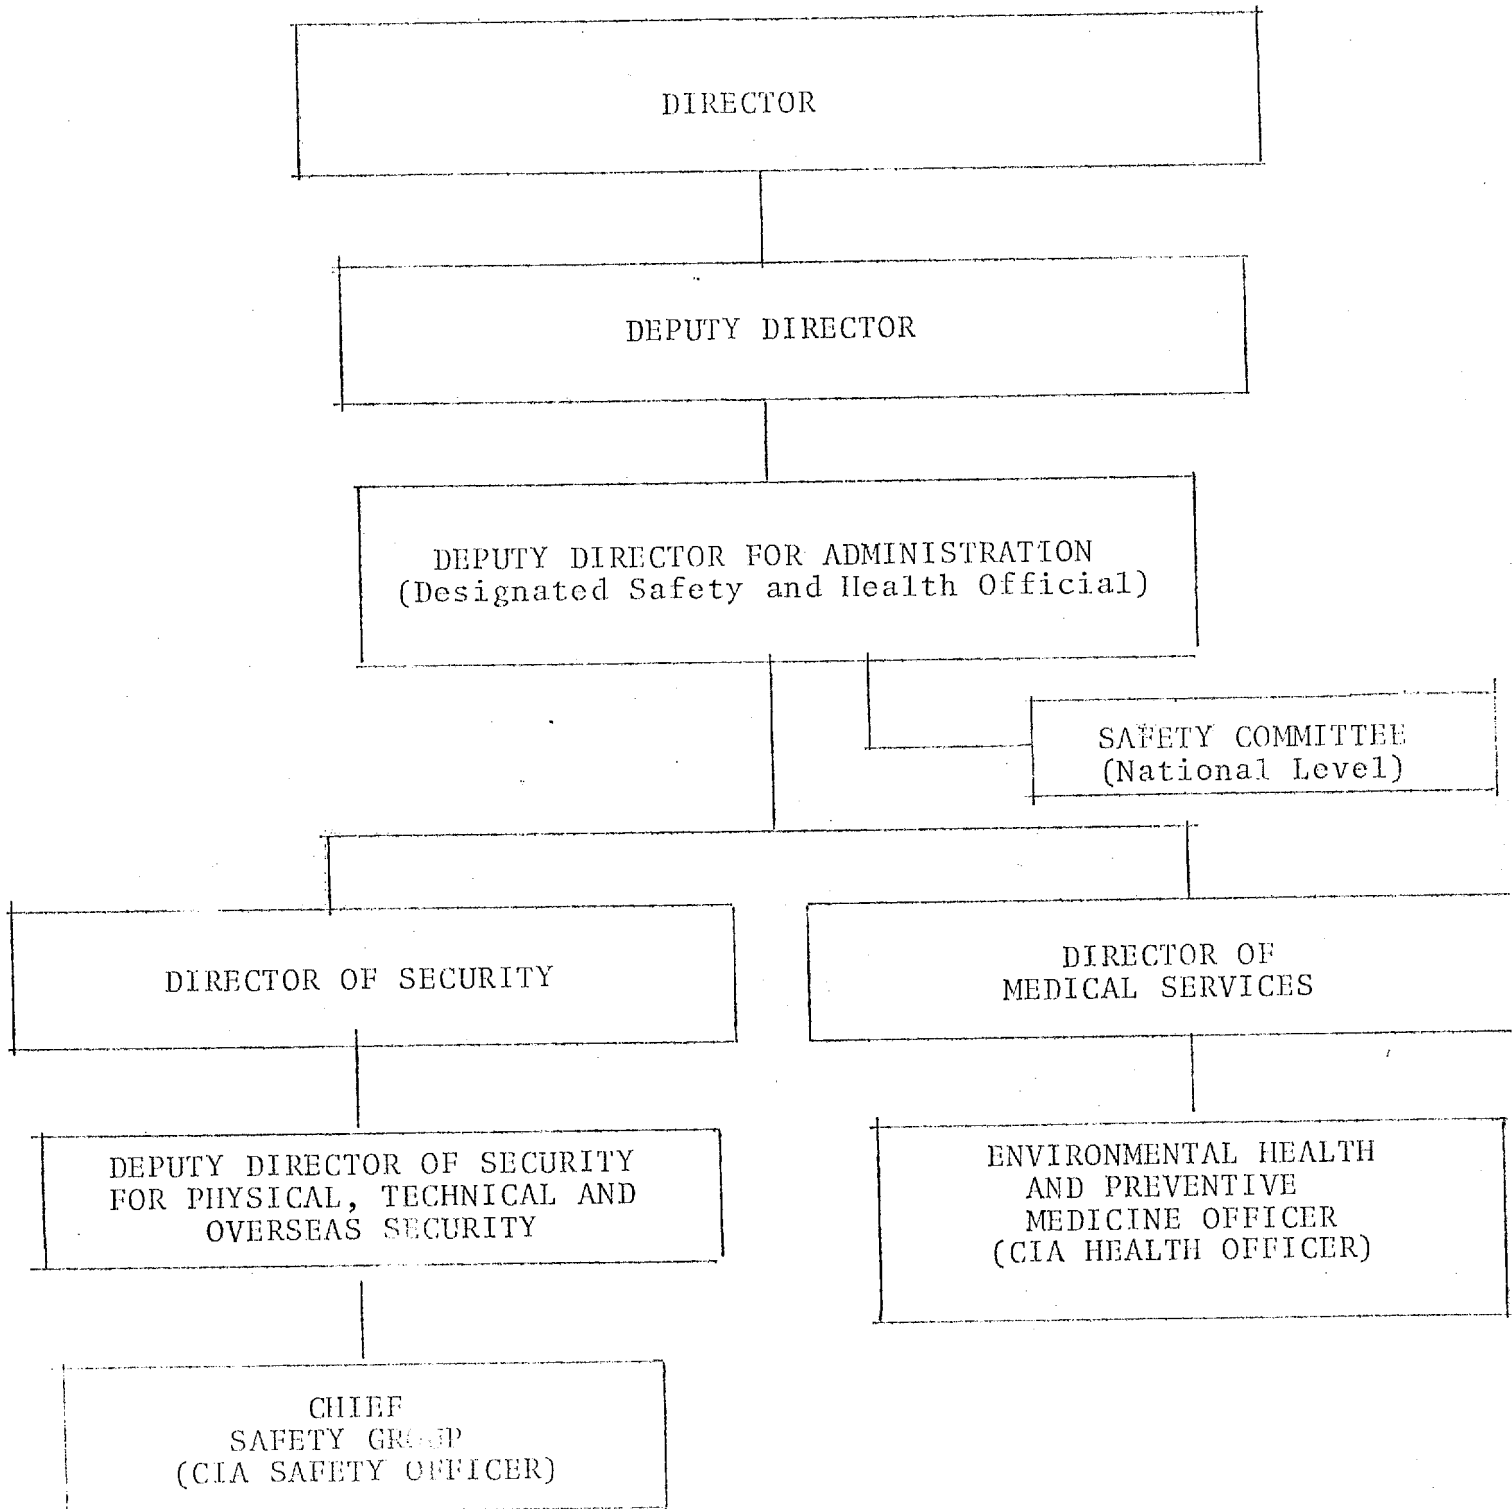 DIRECTOR
DEPUTY DIRECTOR
DEPUTY DIRECTOR FOR ADMINISTRATION
(Designated Safety and Health Official)
SAFETY COMMITTEE
(National Level)
DIRECTOR OF SECURITY
DIRECTOR OF
MEDICAL SERVICES
DEPUTY DIRECTOR OF SECURITY
FOR PHYSICAL, TECHNICAL AND
OVERSEAS SECURITY
ENVIRONMENTAL HEALTH
AND PREVENTIVE
MEDICINE OFFICER
(CIA HEALTH OFFICER)
CHIEF
SAFETY GROUP
(CIA SAFETY OFFICER)